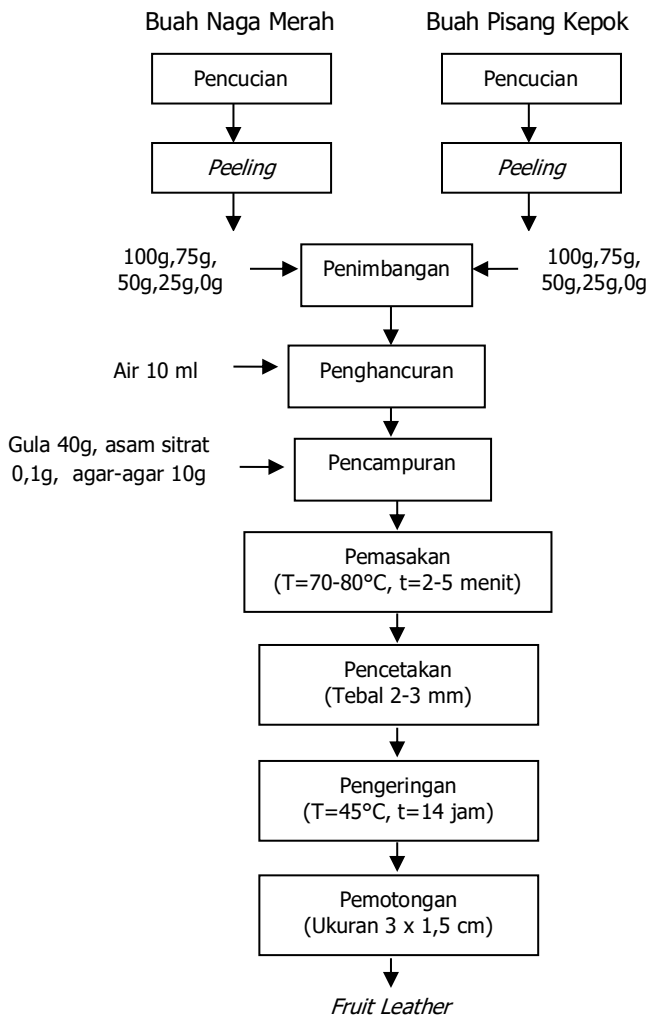 Buah Naga Merah
Buah Pisang Kepok
Pencucian
Pencucian
Peeling
Peeling
100g,75g,
50g,25g,0g
Penimbangan
100g,75g,
50g,25g,0g
Air 10 ml
Penghancuran
Gula 40g, asam sitrat
0,1g, agar-agar 10g
Pencampuran
Pemasakan
(T=70-80°C, t=2-5 menit)
Pencetakan
(Tebal 2-3 mm)
Pengeringan
(T=45°C, t=14 jam)
Pemotongan
(Ukuran 3 x 1,5 cm)
Fruit Leather